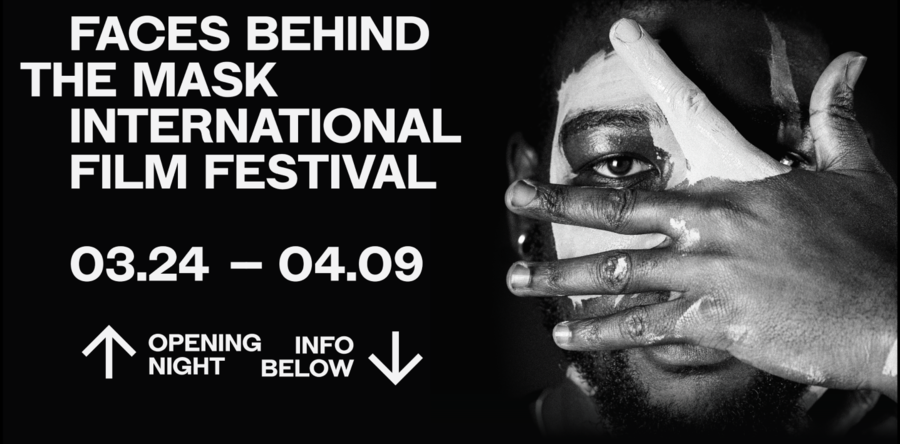 FACES BEHIND
THE MASK
INTERNATIONAL
FILM FESTIVAL
03.24 – 04.09
OPENING
NIGHT
INFO
BELOW